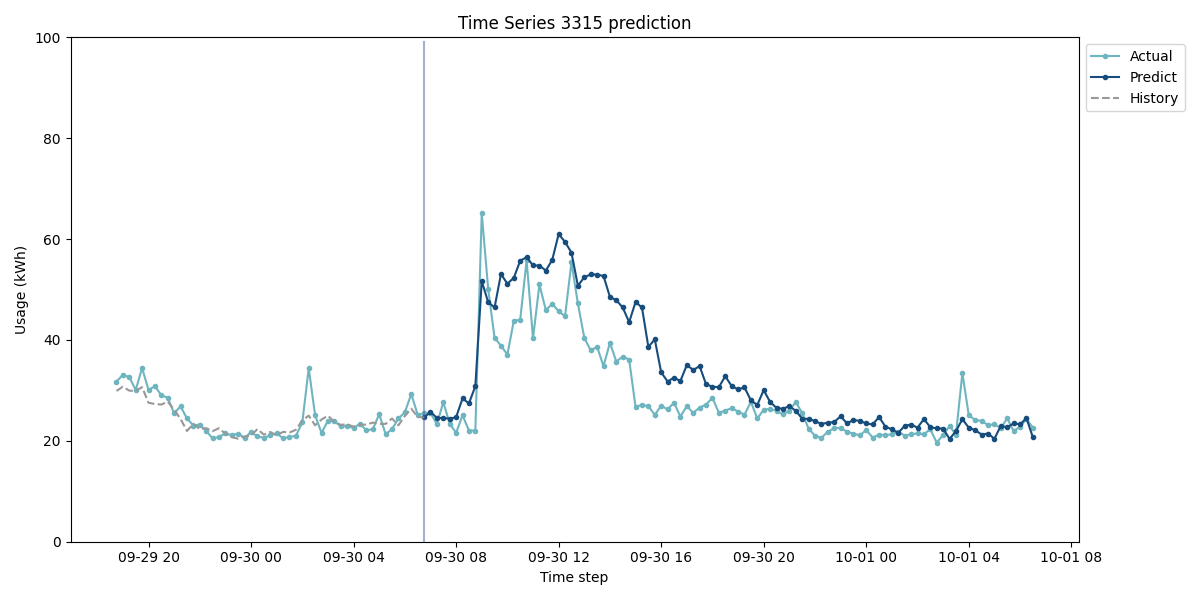 Time Series 3315 prediction
100
80
60
40
20
0
Usage (kWh)
09-29 20
09-30 00
09-30 04
09-30 08
09-30 12
09-30 16
09-30 20
10-01 00
10-01 04
10-01 08
Time step
Actual
Predict
History